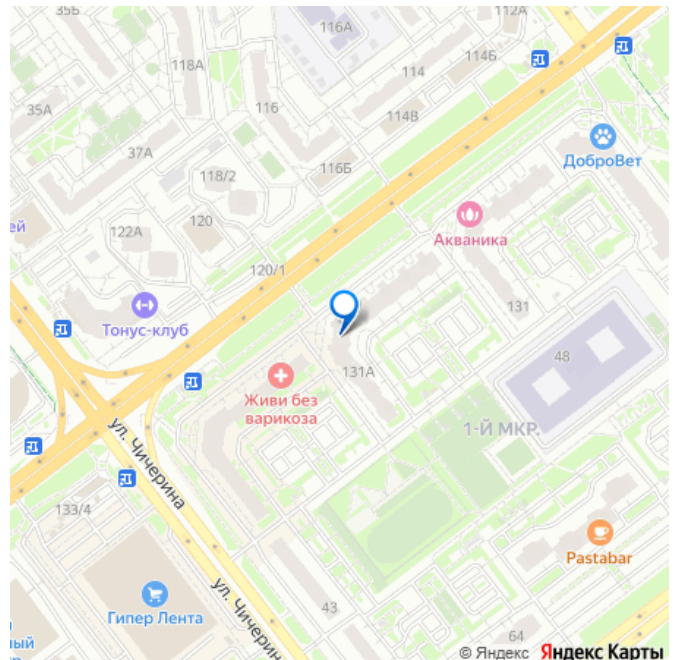 35Б
116А
112А
118А
114Б
114
35А
116
114В
37А
116Б
118/2
ДоброВет
ей
120
122А
Акваника
120/1
131
Тонус-клуб
48
131А
Живи без
варикоза
1-Й МКР.
ул. Чичерина
133/4
Pastabar
Гипер Лента
ул. Чичерина
43
64
ный
© Яндекс Яндекс Карты